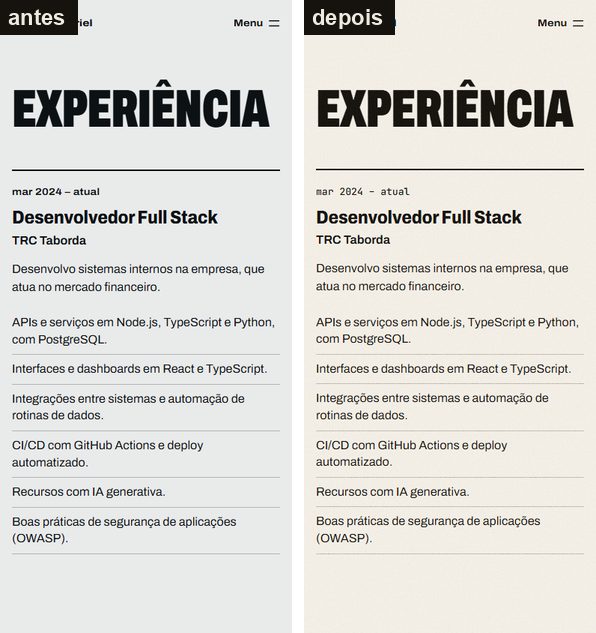 antes
riel
Menu
EXPERIÊNCIA
mar 2024 – atual
Desenvolvedor Full Stack
TRC Taborda
Desenvolvo sistemas internos na empresa, que
atua no mercado financeiro.
APIs e serviços em Node.js, TypeScript e Python,
com PostgreSQL.
Interfaces e dashboards em React e TypeScript.
Integrações entre sistemas e automação de
rotinas de dados.
CI/CD com GitHub Actions e deploy
automatizado.
Recursos com IA generativa.
Boas práticas de segurança de aplicações
(OWASP).
depois
Menu
EXPERIÊNCIA
mar 2024 – atual
Desenvolvedor Full Stack
TRC Taborda
Desenvolvo sistemas internos na empresa, que
atua no mercado financeiro.
APIs e serviços em Node.js, TypeScript e Python,
com PostgreSQL.
Interfaces e dashboards em React e TypeScript.
Integrações entre sistemas e automação de
rotinas de dados.
CI/CD com GitHub Actions e deploy
automatizado.
Recursos com IA generativa.
Boas práticas de segurança de aplicações
(OWASP).